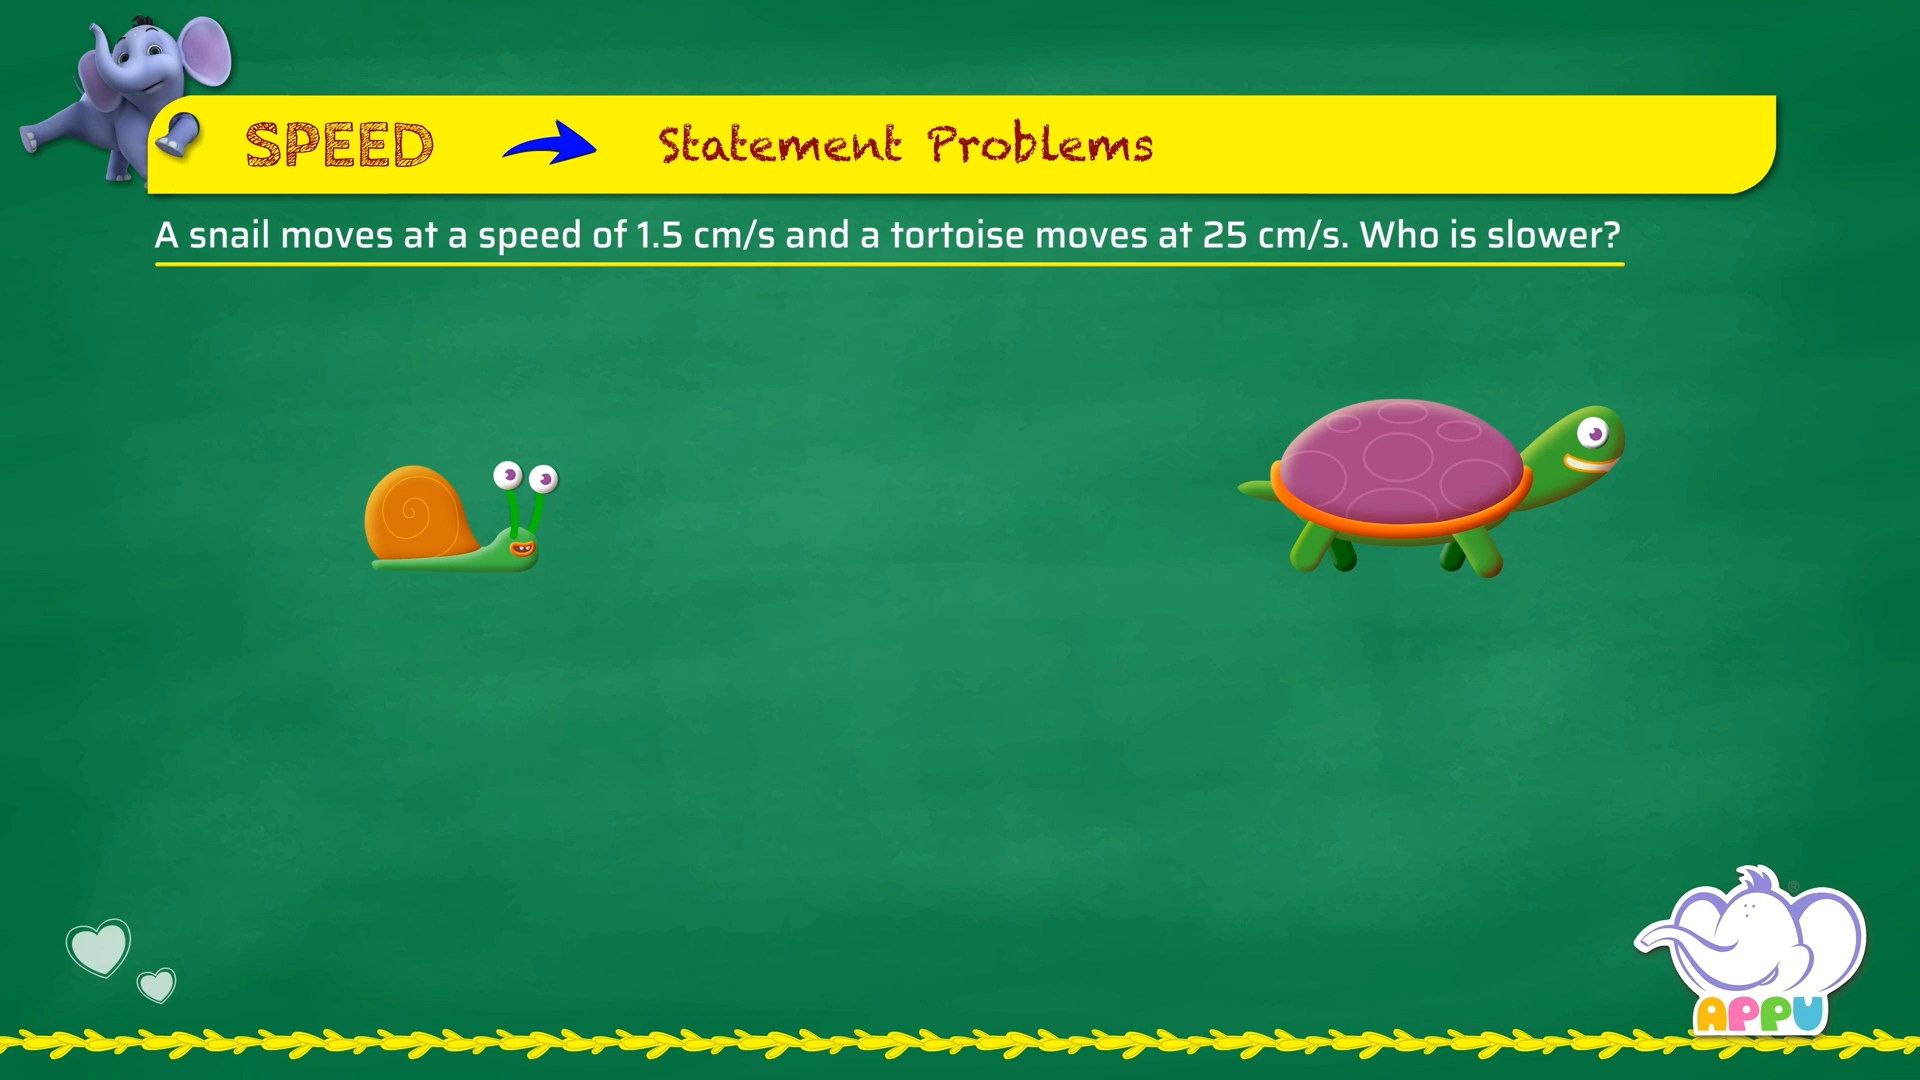 SPEED Statement Problems
A snail moves at a speed of 1.5 cm/s and a tortoise moves at 25 cm/s. Who is slower?
®
APPU